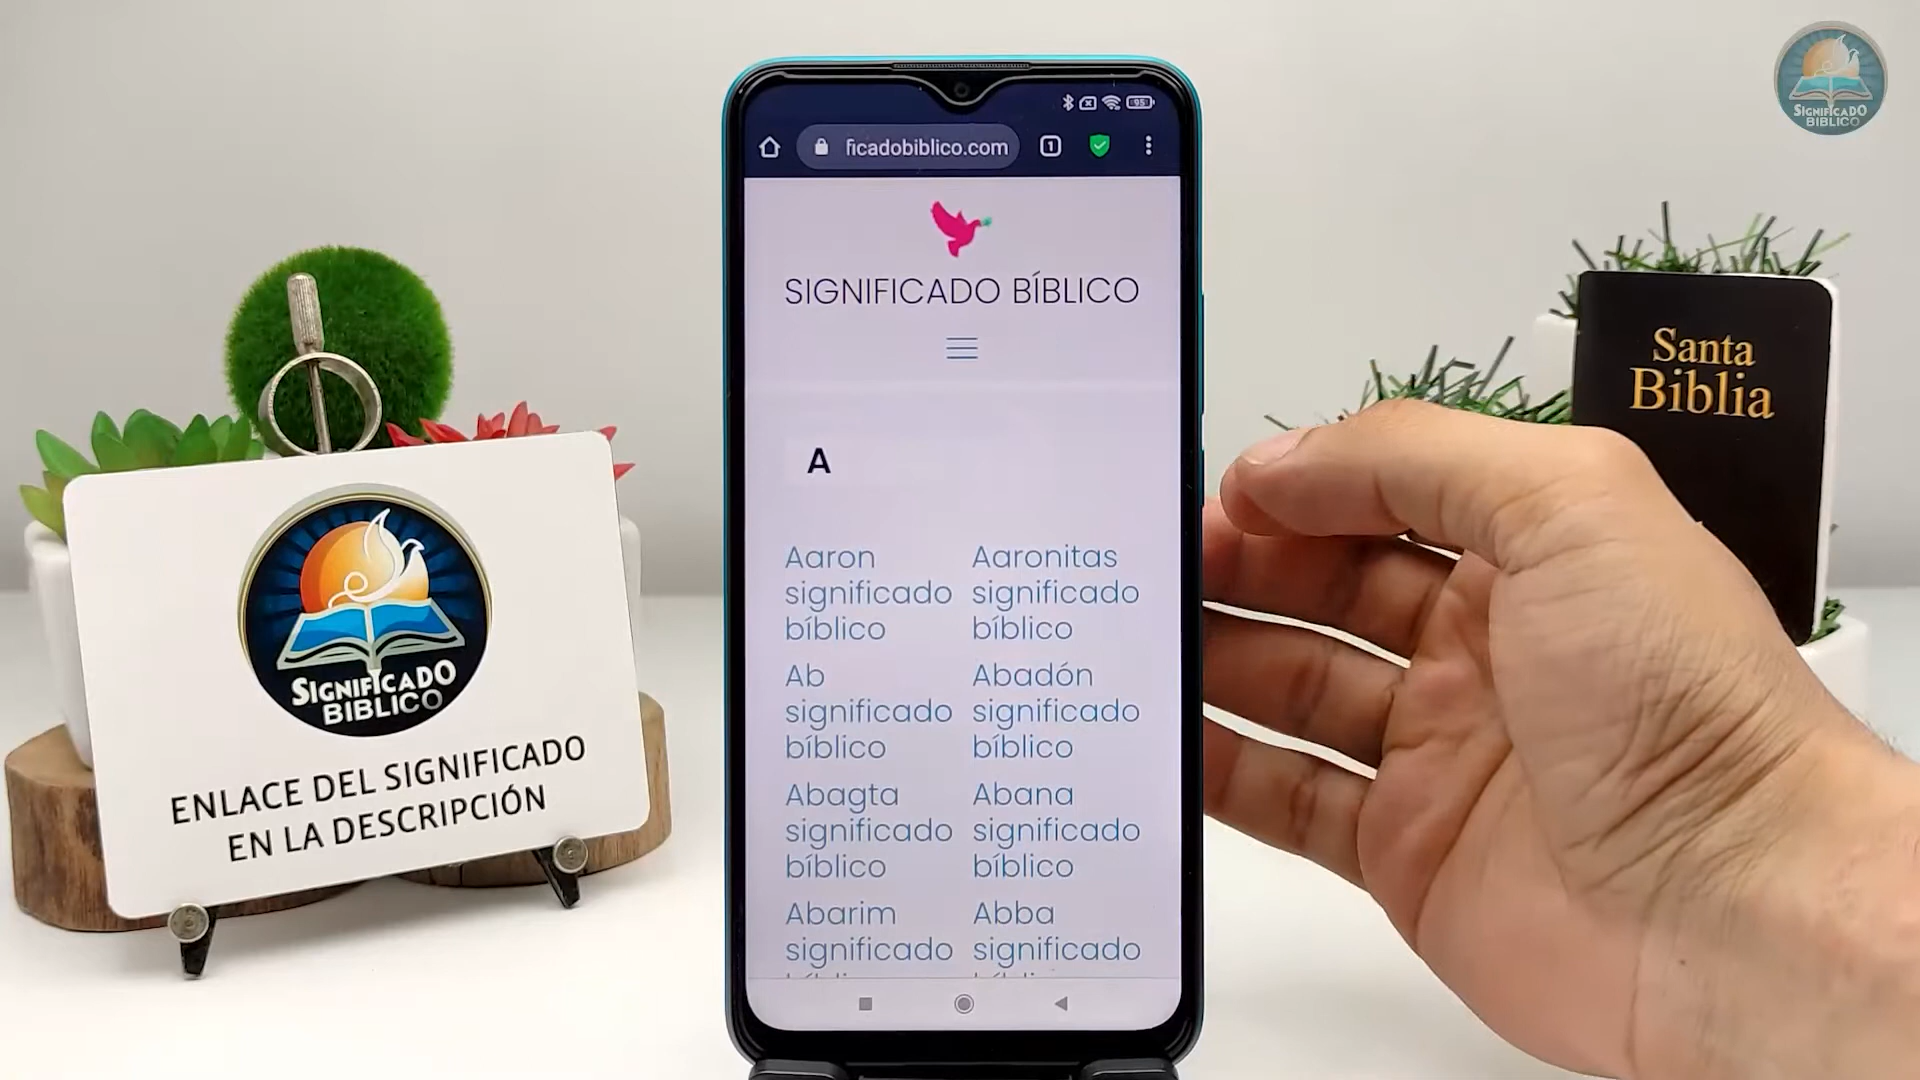 SIGNIFICADO
BIBLICO
95
ficadobiblico.com
1
SIGNIFICADO BÍBLICO
A
Aaron
significado
bíblico
Aaronitas
significado
bíblico
Ab
significado
bíblico
Abadón
significado
bíblico
Abagta
significado
bíblico
Abana
significado
bíblico
Abarim
significado
Abba
significado
SIGNIFICADO
BIBLICO
ENLACE DEL SIGNIFICADO
EN LA DESCRIPCIÓN
Santa
Biblia